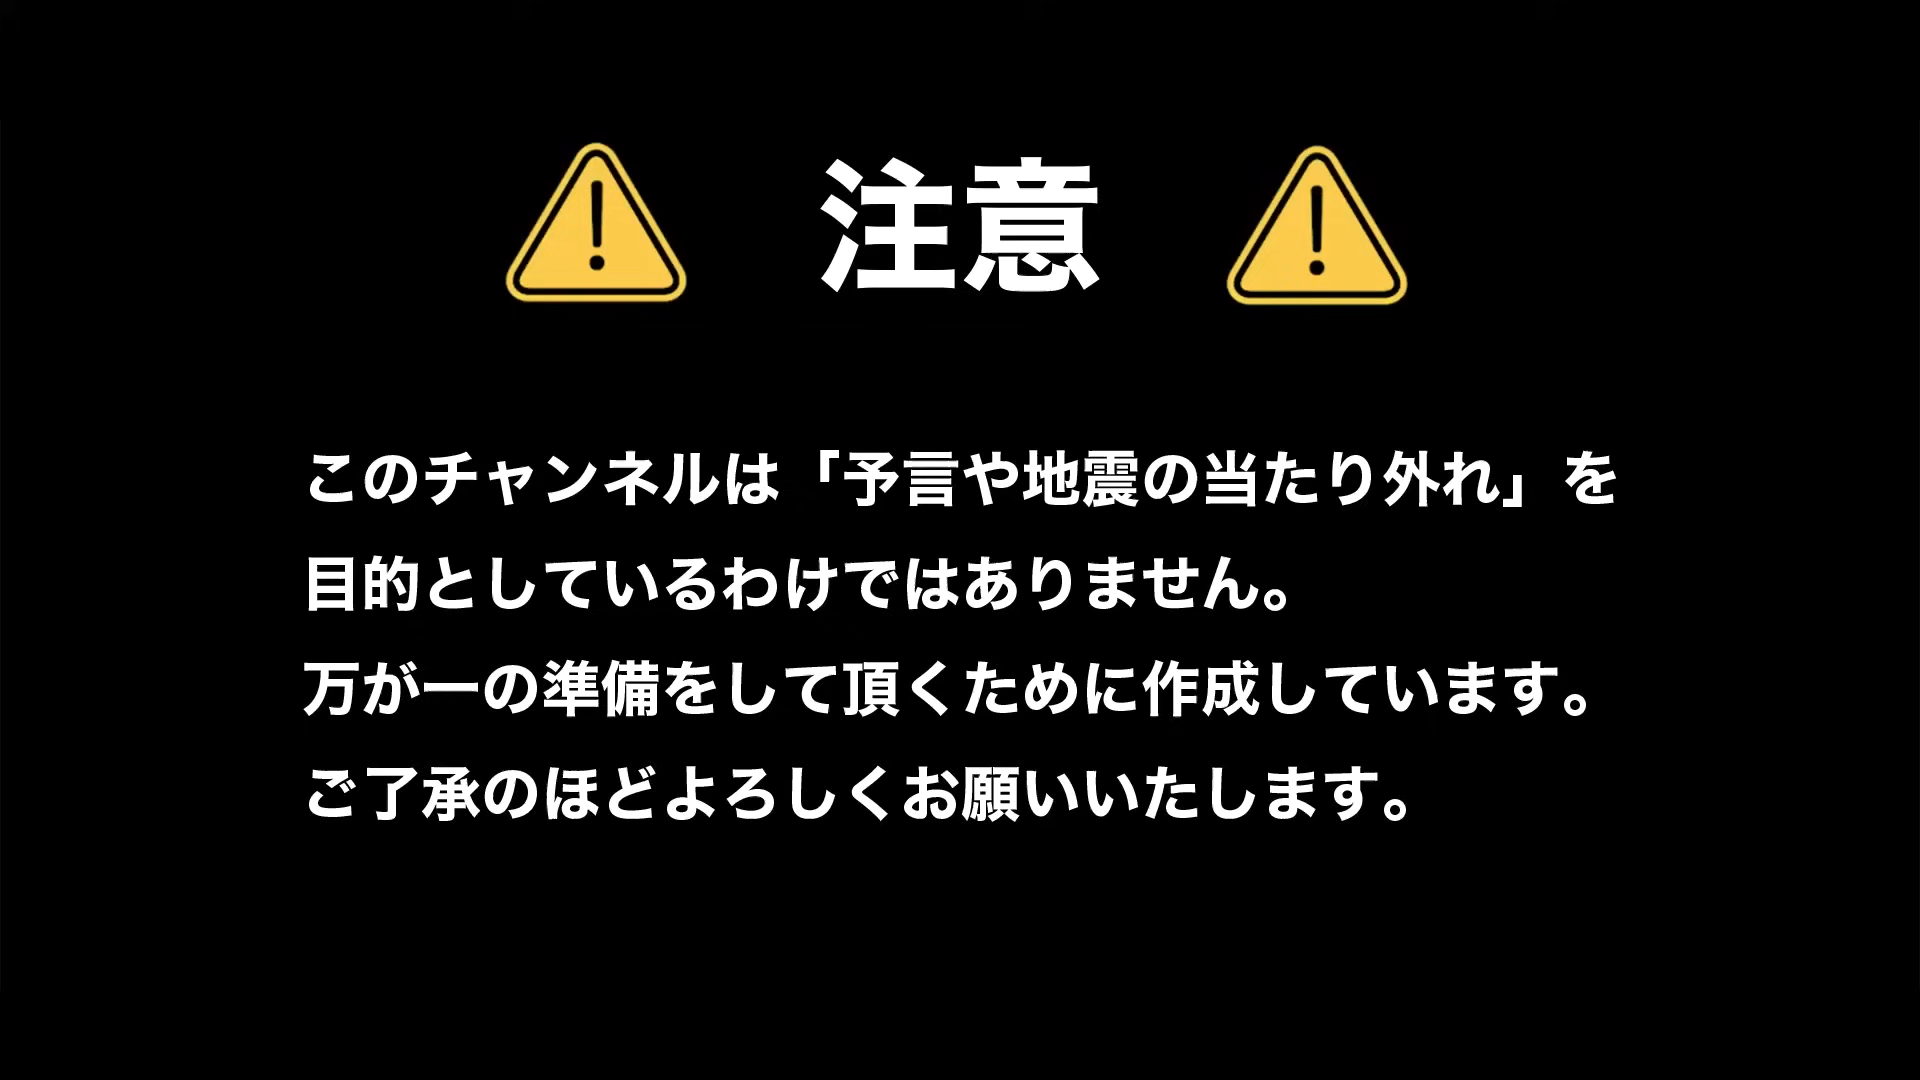 注意
このチャンネルは「予言や地震の当たり外れ」を
目的としているわけではありません。
万が一の準備をして頂くために作成しています。
ご了承のほどよろしくお願いいたします。